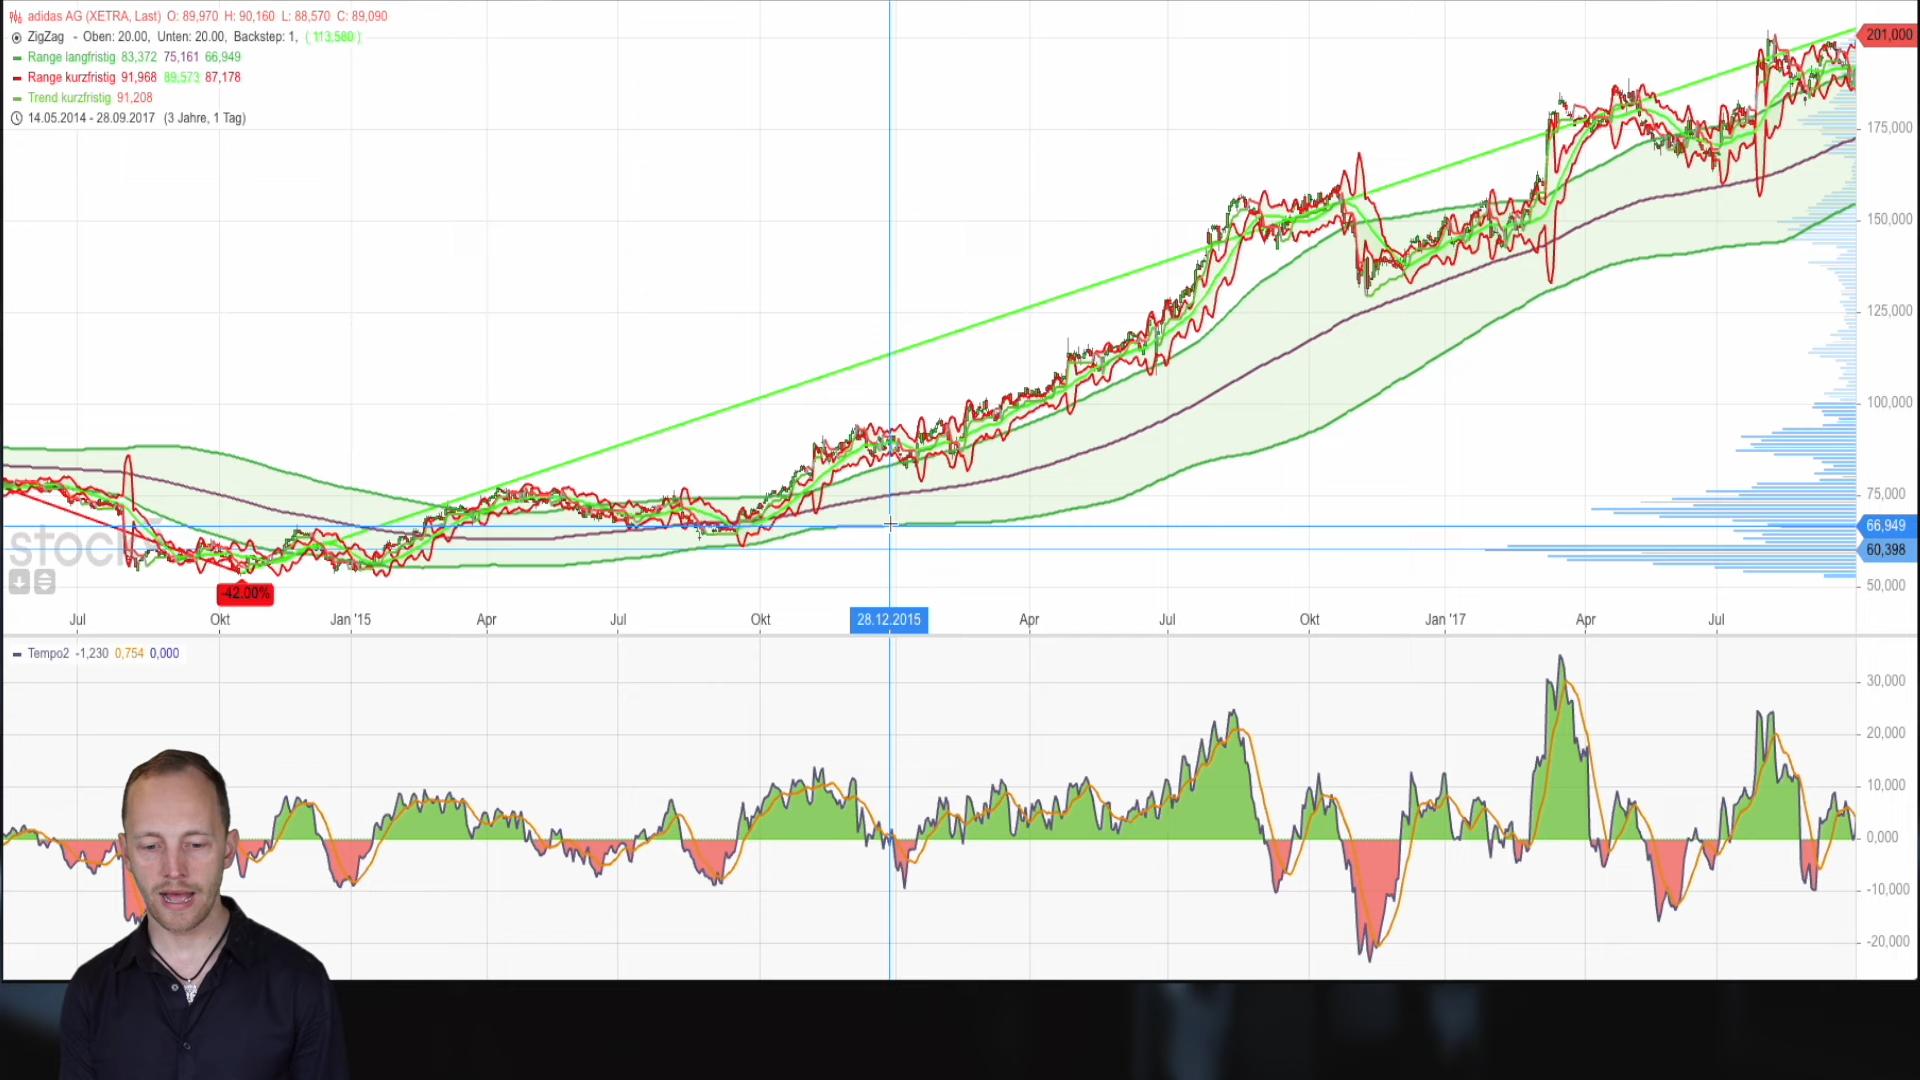 adidas AG (XETRA, Last) O: 89,970 H: 90,160 L: 88,570 C: 89,090
ZigZag - Oben: 20.00, Unten: 20.00, Backstep: 1, ( 113,580 )
Range langfristig 83,372 75,161 66,949
Range kurzfristig 91,968 89,573 87,178
Trend kurzfristig 91,208
14.05.2014 - 28.09.2017 (3 Jahre, 1 Tag)
201,000
175,000
150,000
125,000
100,000
75,000
66,949
60,398
50,000
stoc
-42.00%
Jul Okt Jan '15 Apr Jul Okt 28.12.2015 Apr Jul Okt Jan '17 Apr Jul
Tempo2 -1,230 0,754 0,000
30,000
20,000
10,000
0,000
-10,000
-20,000